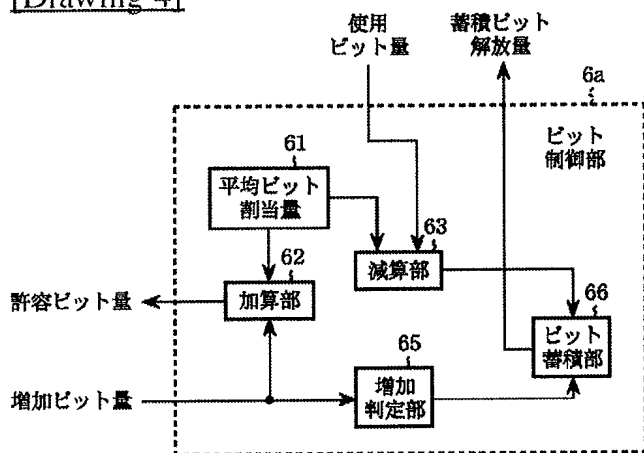 [Drawing 4]
使用
ビット量
蓄積ビット
解放量
6a
ビット
制御部
61
平均ビット
割当量
63
減算部
62
加算部
許容ビット量
66
ビット
蓄積部
65
増加
判定部
増加ビット量